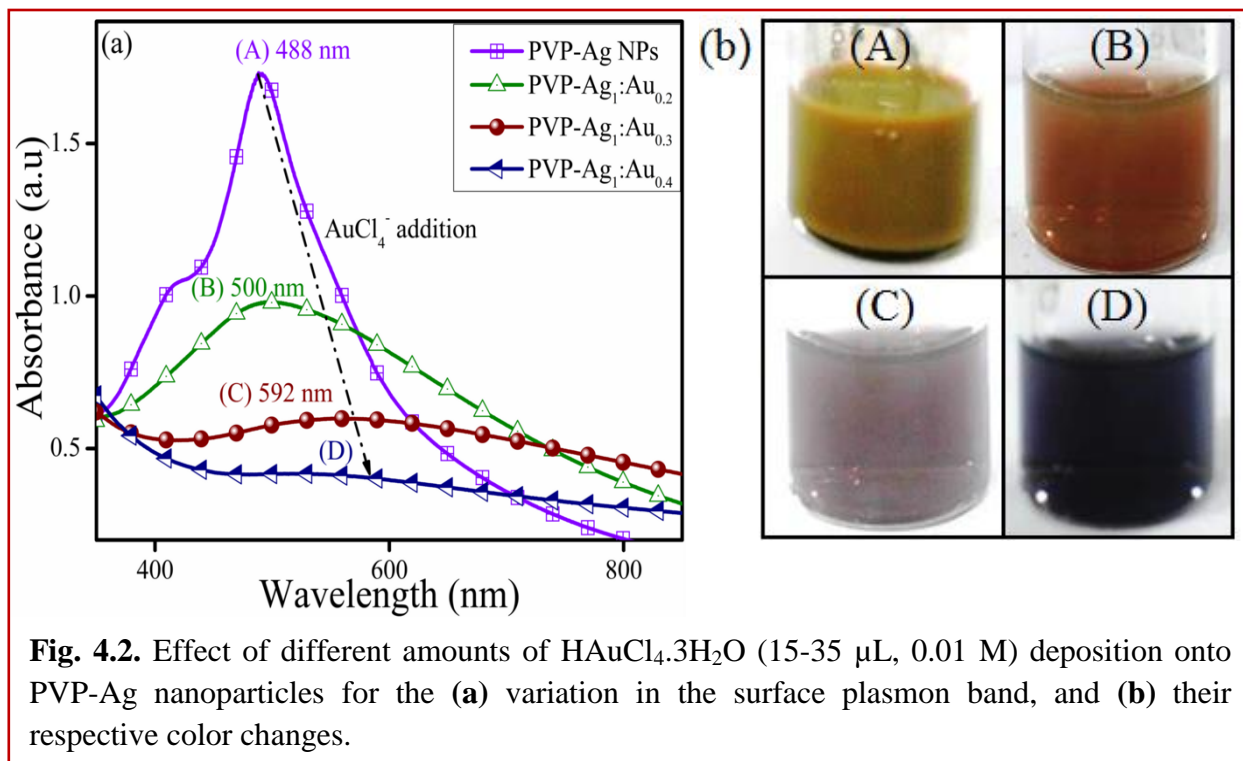 (a)
(A) 488 nm
PVP-Ag NPs
PVP-Ag₁:Au₀.₂
PVP-Ag₁:Au₀.₃
PVP-Ag₁:Au₀.₄
AuCl₄⁻ addition
(B) 500 nm
(C) 592 nm
(D)
1.5
1.0
0.5
Absorbance (a.u)
400
600
800
Wavelength (nm)
(b)
(A)
(B)
(C)
(D)
Fig. 4.2. Effect of different amounts of HAuCl₄.3H₂O (15-35 µL, 0.01 M) deposition onto
PVP-Ag nanoparticles for the (a) variation in the surface plasmon band, and (b) their
respective color changes.